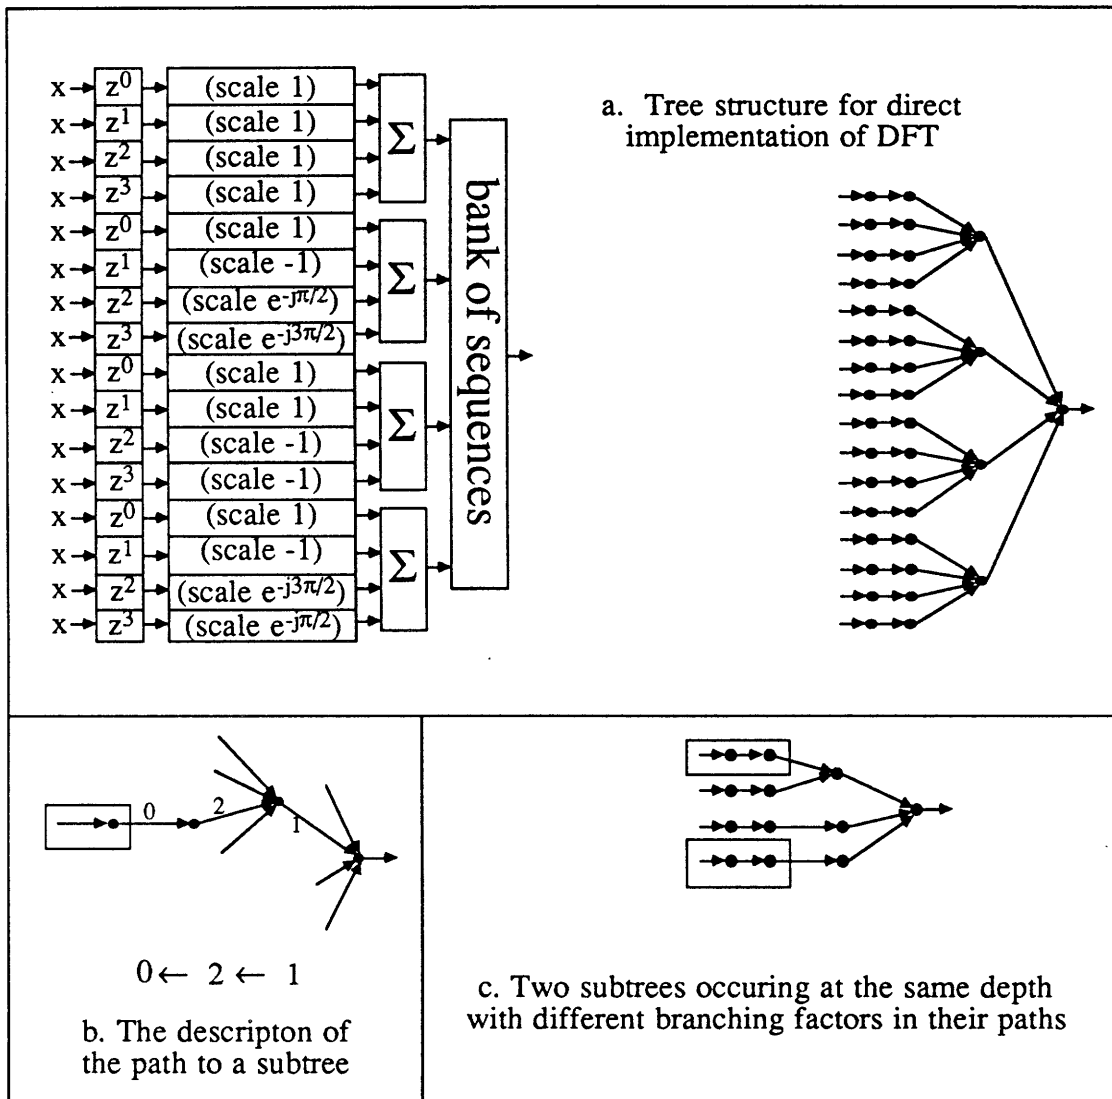 x z⁰ (scale 1)
x z¹ (scale 1)
x z² (scale 1)
x z³ (scale 1)
Σ
x z⁰ (scale 1)
x z¹ (scale -1)
x z² (scale e⁻ʲπ/²)
x z³ (scale e⁻ʲ³π/²)
Σ
x z⁰ (scale 1)
x z¹ (scale 1)
x z² (scale -1)
x z³ (scale -1)
Σ
x z⁰ (scale 1)
x z¹ (scale -1)
x z² (scale e⁻ʲ³π/²)
x z³ (scale e⁻ʲπ/²)
Σ
bank of sequences
a. Tree structure for direct
implementation of DFT
0 2 1
0← 2 ← 1
b. The descripton of
the path to a subtree
c. Two subtrees occuring at the same depth
with different branching factors in their paths